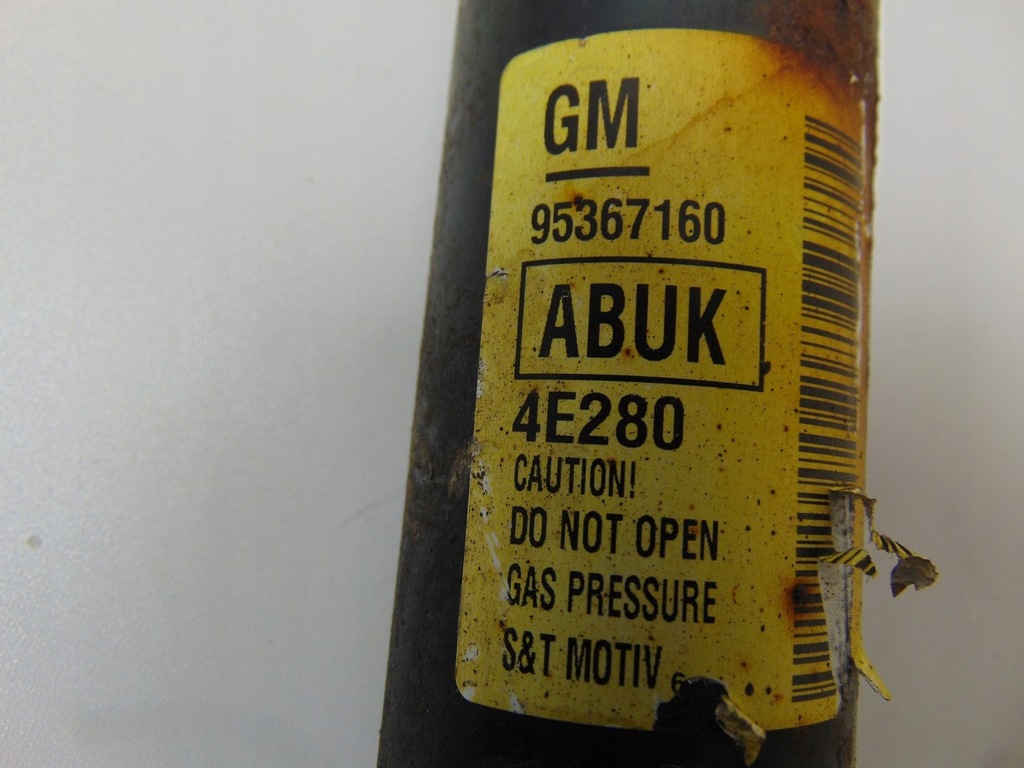 GM
95367160
ABUK
4E280
CAUTION!
DO NOT OPEN
GAS PRESSURE
S&T MOTIV